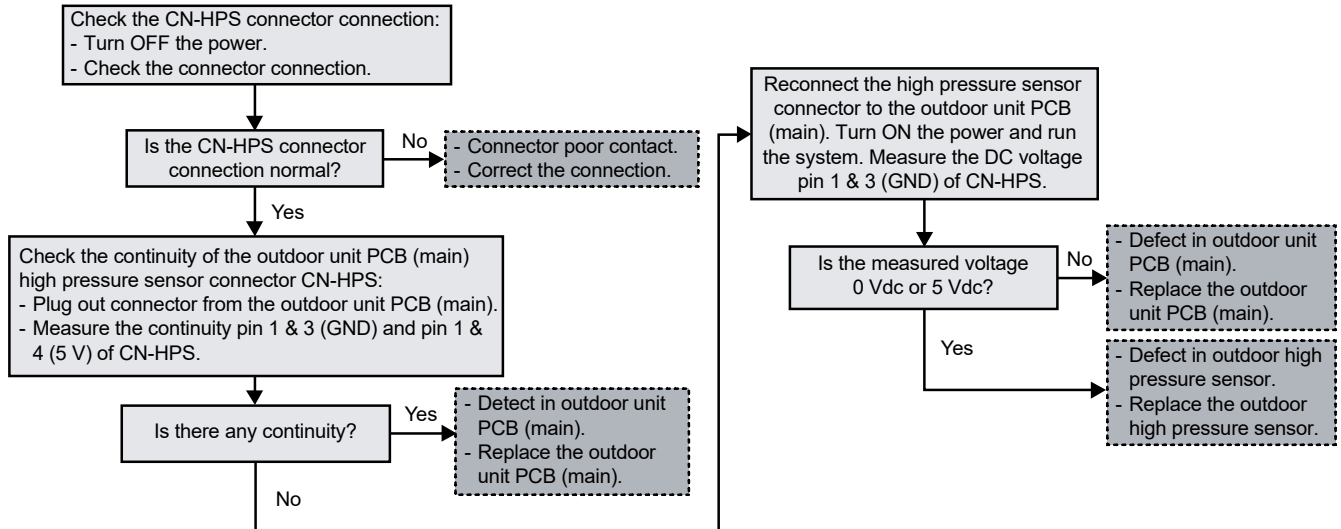 Check the CN-HPS connector connection:
- Turn OFF the power.
- Check the connector connection.
Is the CN-HPS connector
connection normal?
No
- Connector poor contact.
- Correct the connection.
Yes
Check the continuity of the outdoor unit PCB (main)
high pressure sensor connector CN-HPS:
- Plug out connector from the outdoor unit PCB (main).
- Measure the continuity pin 1 & 3 (GND) and pin 1 &
4 (5 V) of CN-HPS.
Is there any continuity?
Yes
- Detect in outdoor unit
PCB (main).
- Replace the outdoor
unit PCB (main).
No
Reconnect the high pressure sensor
connector to the outdoor unit PCB
(main). Turn ON the power and run
the system. Measure the DC voltage
pin 1 & 3 (GND) of CN-HPS.
Is the measured voltage
0 Vdc or 5 Vdc?
No
- Defect in outdoor unit
PCB (main).
- Replace the outdoor
unit PCB (main).
Yes
- Defect in outdoor high
pressure sensor.
- Replace the outdoor
high pressure sensor.